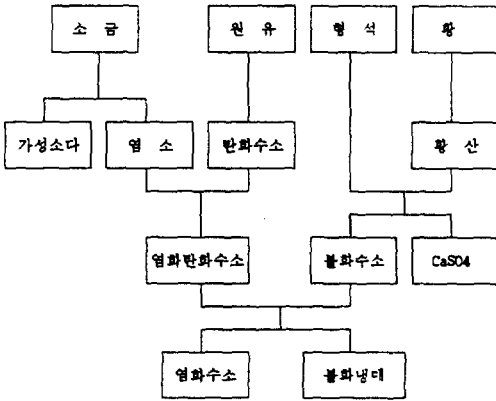 소 금
원 유
형 석
황
가성소다
염 소
탄화수소
황 산
염화탄화수소
불화수소
CaSO4
염화수소
불화냉매